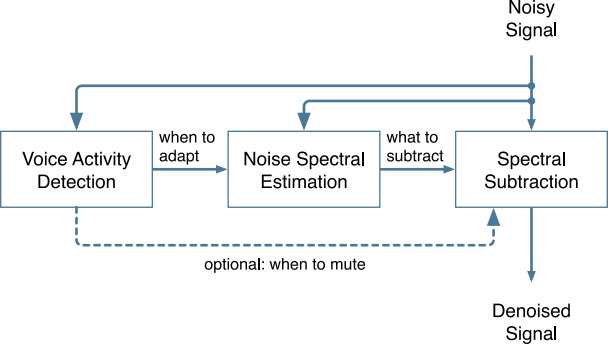 Noisy
Signal
Voice Activity
Detection
when to
adapt
Noise Spectral
Estimation
what to
subtract
Spectral
Subtraction
optional: when to mute
Denoised
Signal